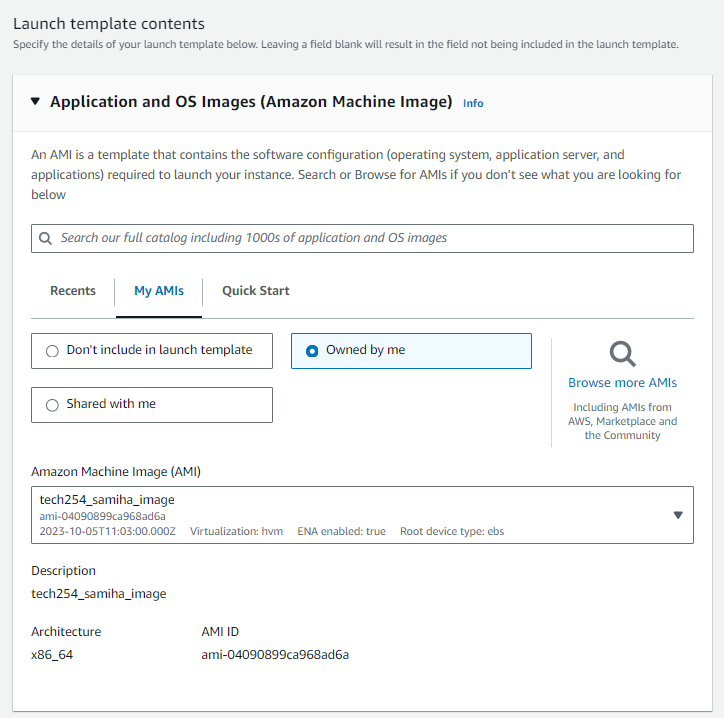 Launch template contents
Specify the details of your launch template below. Leaving a field blank will result in the field not being included in the launch template.
Application and OS Images (Amazon Machine Image) Info
An AMI is a template that contains the software configuration (operating system, application server, and
applications) required to launch your instance. Search or Browse for AMIs if you don't see what you are looking for
below
Search our full catalog including 1000s of application and OS images
Recents My AMIs Quick Start
Don't include in launch template
Owned by me
Shared with me
Browse more AMIs
Including AMIs from
AWS, Marketplace and
the Community
Amazon Machine Image (AMI)
tech254_samiha_image
ami-04090899ca968ad6a
2023-10-05T11:03:00.000Z Virtualization: hvm ENA enabled: true Root device type: ebs
Description
tech254_samiha_image
Architecture AMI ID
x86_64 ami-04090899ca968ad6a